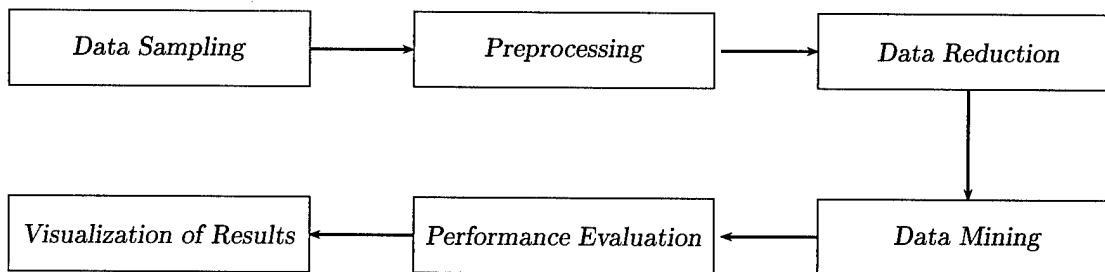 Data Sampling
Preprocessing
Data Reduction
Data Mining
Performance Evaluation
Visualization of Results